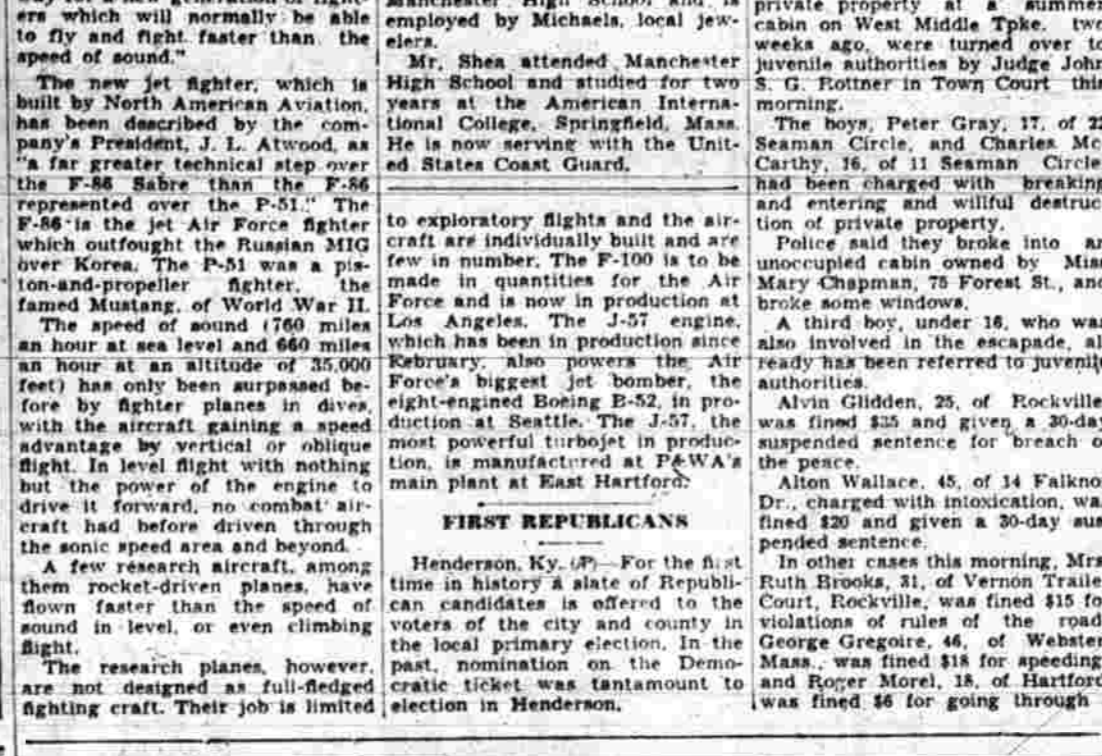 ers which will normally be able
to fly and fight faster than the
speed of sound."
The new jet fighter, which is
built by North American Aviation,
has been described by the com-
pany's President, J. L. Atwood, as
"a far greater technical step over
the F-86 Sabre than the F-86
represented over the P-51." The
F-86 is the jet Air Force fighter
which outfought the Russian MIG
over Korea. The P-51 was a pis-
ton-and-propeller fighter, the
famed Mustang, of World War II.
The speed of sound (760 miles
an hour at sea level and 660 miles
an hour at an altitude of 35,000
feet) has only been surpassed be-
fore by fighter planes in dives,
with the aircraft gaining a speed
advantage by vertical or oblique
flight. In level flight with nothing
but the power of the engine to
drive it forward, no combat air-
craft had before driven through
the sonic speed area and beyond.
A few research aircraft, among
them rocket-driven planes, have
flown faster than the speed of
sound in level, or even climbing
flight.
The research planes, however,
are not designed as full-fledged
fighting craft. Their job is limited
Manchester High School and is
employed by Michaels, local jew-
elers.
Mr. Shea attended Manchester
High School and studied for two
years at the American Interna-
tional College, Springfield, Mass.
He is now serving with the Unit-
ed States Coast Guard.
to exploratory flights and the air-
craft are individually built and are
few in number. The F-100 is to be
made in quantities for the Air
Force and is now in production at
Los Angeles. The J-57 engine,
which has been in production since
Kebruary, also powers the Air
Force's biggest jet bomber, the
eight-engined Boeing B-52, in pro-
duction at Seattle. The J-57, the
most powerful turbojet in produc-
tion, is manufactured at P&WA's
main plant at East Hartford.
FIRST REPUBLICANS
Henderson, Ky. (AP)—For the first
time in history a slate of Republi-
can candidates is offered to the
voters of the city and county in
the local primary election. In the
past, nomination on the Demo-
cratic ticket was tantamount to
election in Henderson.
private property at a summer
cabin on West Middle Tpke. two
weeks ago, were turned over to
juvenile authorities by Judge John
S. G. Rottner in Town Court this
morning.
The boys, Peter Gray, 17, of 22
Seaman Circle, and Charles Mc
Carthy, 16, of 11 Seaman Circle
had been charged with breaking
and entering and willful destruc
tion of private property.
Police said they broke into an
unoccupied cabin owned by Miss
Mary Chapman, 75 Forest St., and
broke some windows.
A third boy, under 16, who was
also involved in the escapade, al
ready has been referred to juvenile
authorities.
Alvin Glidden, 25, of Rockville
was fined $35 and given a 30-day
suspended sentence for breach o
the peace.
Alton Wallace, 45, of 14 Falkno
Dr., charged with intoxication, wa
fined $20 and given a 30-day sus
pended sentence.
In other cases this morning, Mrs
Ruth Brooks, 31, of Vernon Traile
Court, Rockville, was fined $15 fo
violations of rules of the road
George Gregoire, 46, of Webster
Mass., was fined $18 for speeding
and Roger Morel, 18, of Hartford
was fined $6 for going through